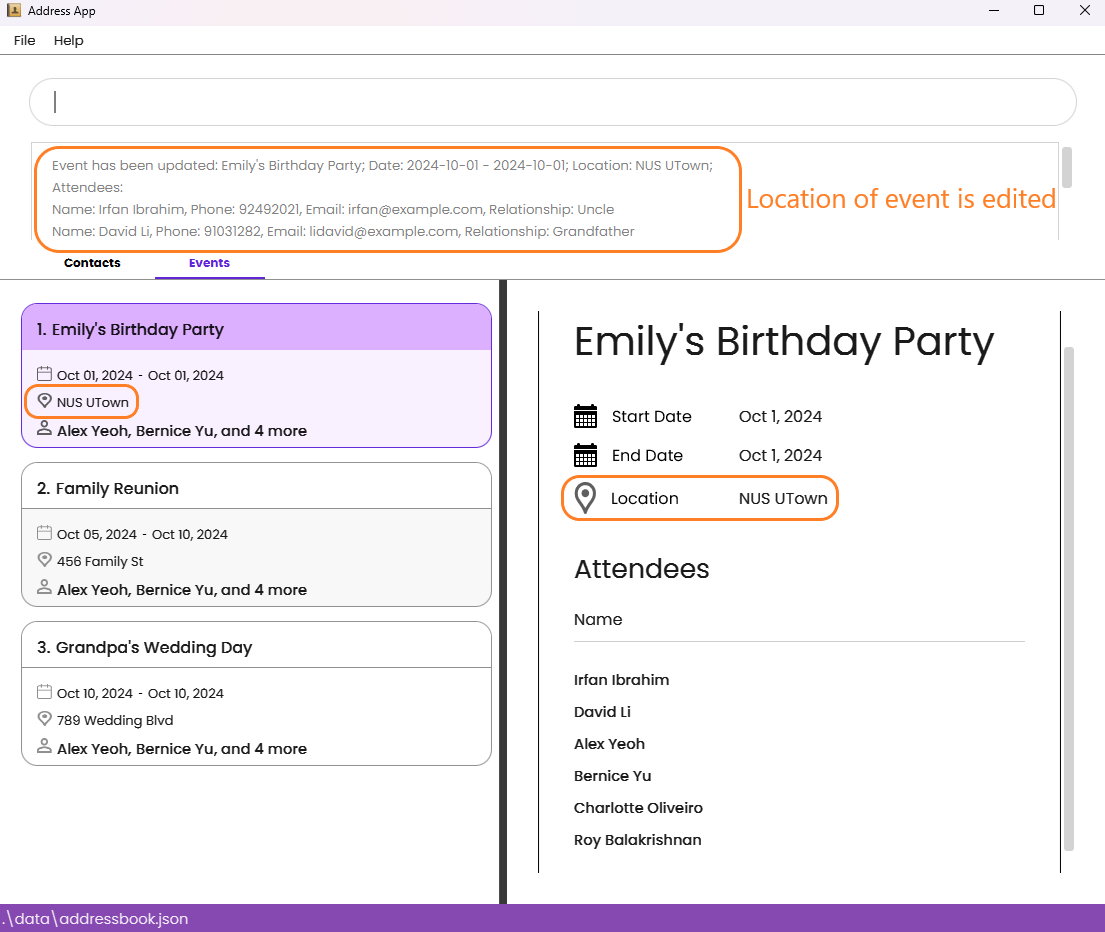 Address App
File Help
Event has been updated: Emily's Birthday Party; Date: 2024-10-01 - 2024-10-01; Location: NUS UTown;
Attendees:
Name: Irfan Ibrahim, Phone: 92492021, Email: irfan@example.com, Relationship: Uncle
Name: David Li, Phone: 91031282, Email: lidavid@example.com, Relationship: Grandfather
Location of event is edited
Contacts Events
1. Emily's Birthday Party
Oct 01, 2024 - Oct 01, 2024
NUS UTown
Alex Yeoh, Bernice Yu, and 4 more
2. Family Reunion
Oct 05, 2024 - Oct 10, 2024
456 Family St
Alex Yeoh, Bernice Yu, and 4 more
3. Grandpa's Wedding Day
Oct 10, 2024 - Oct 10, 2024
789 Wedding Blvd
Alex Yeoh, Bernice Yu, and 4 more
Emily's Birthday Party
Start Date Oct 1, 2024
End Date Oct 1, 2024
Location NUS UTown
Attendees
Name
Irfan Ibrahim
David Li
Alex Yeoh
Bernice Yu
Charlotte Oliveiro
Roy Balakrishnan
.\data\addressbook.json